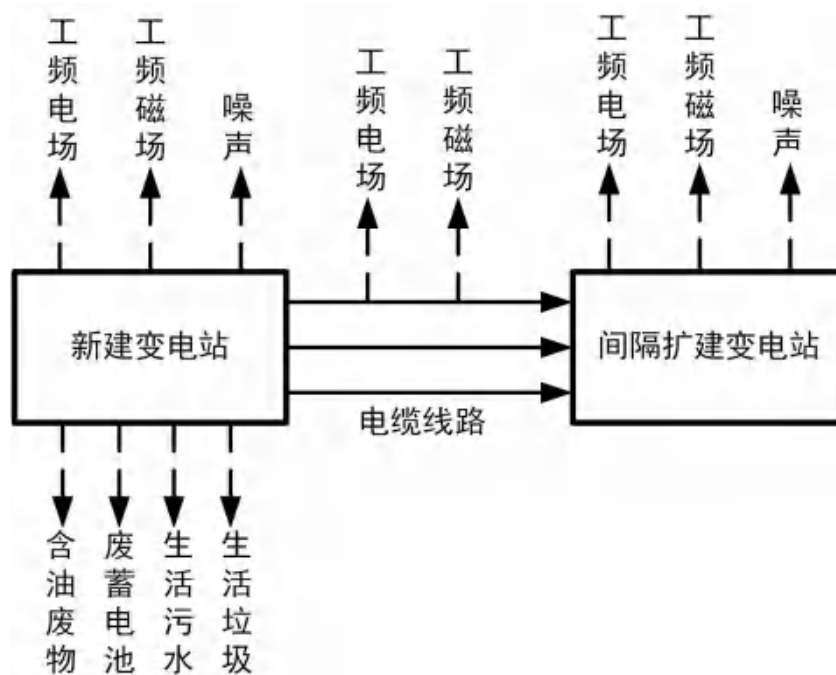 工频电场
工频磁场
噪声
工频电场
工频磁场
工频电场
工频磁场
噪声
新建变电站
间隔扩建变电站
电缆线路
含油废物
废蓄电池
生活污水
生活垃圾